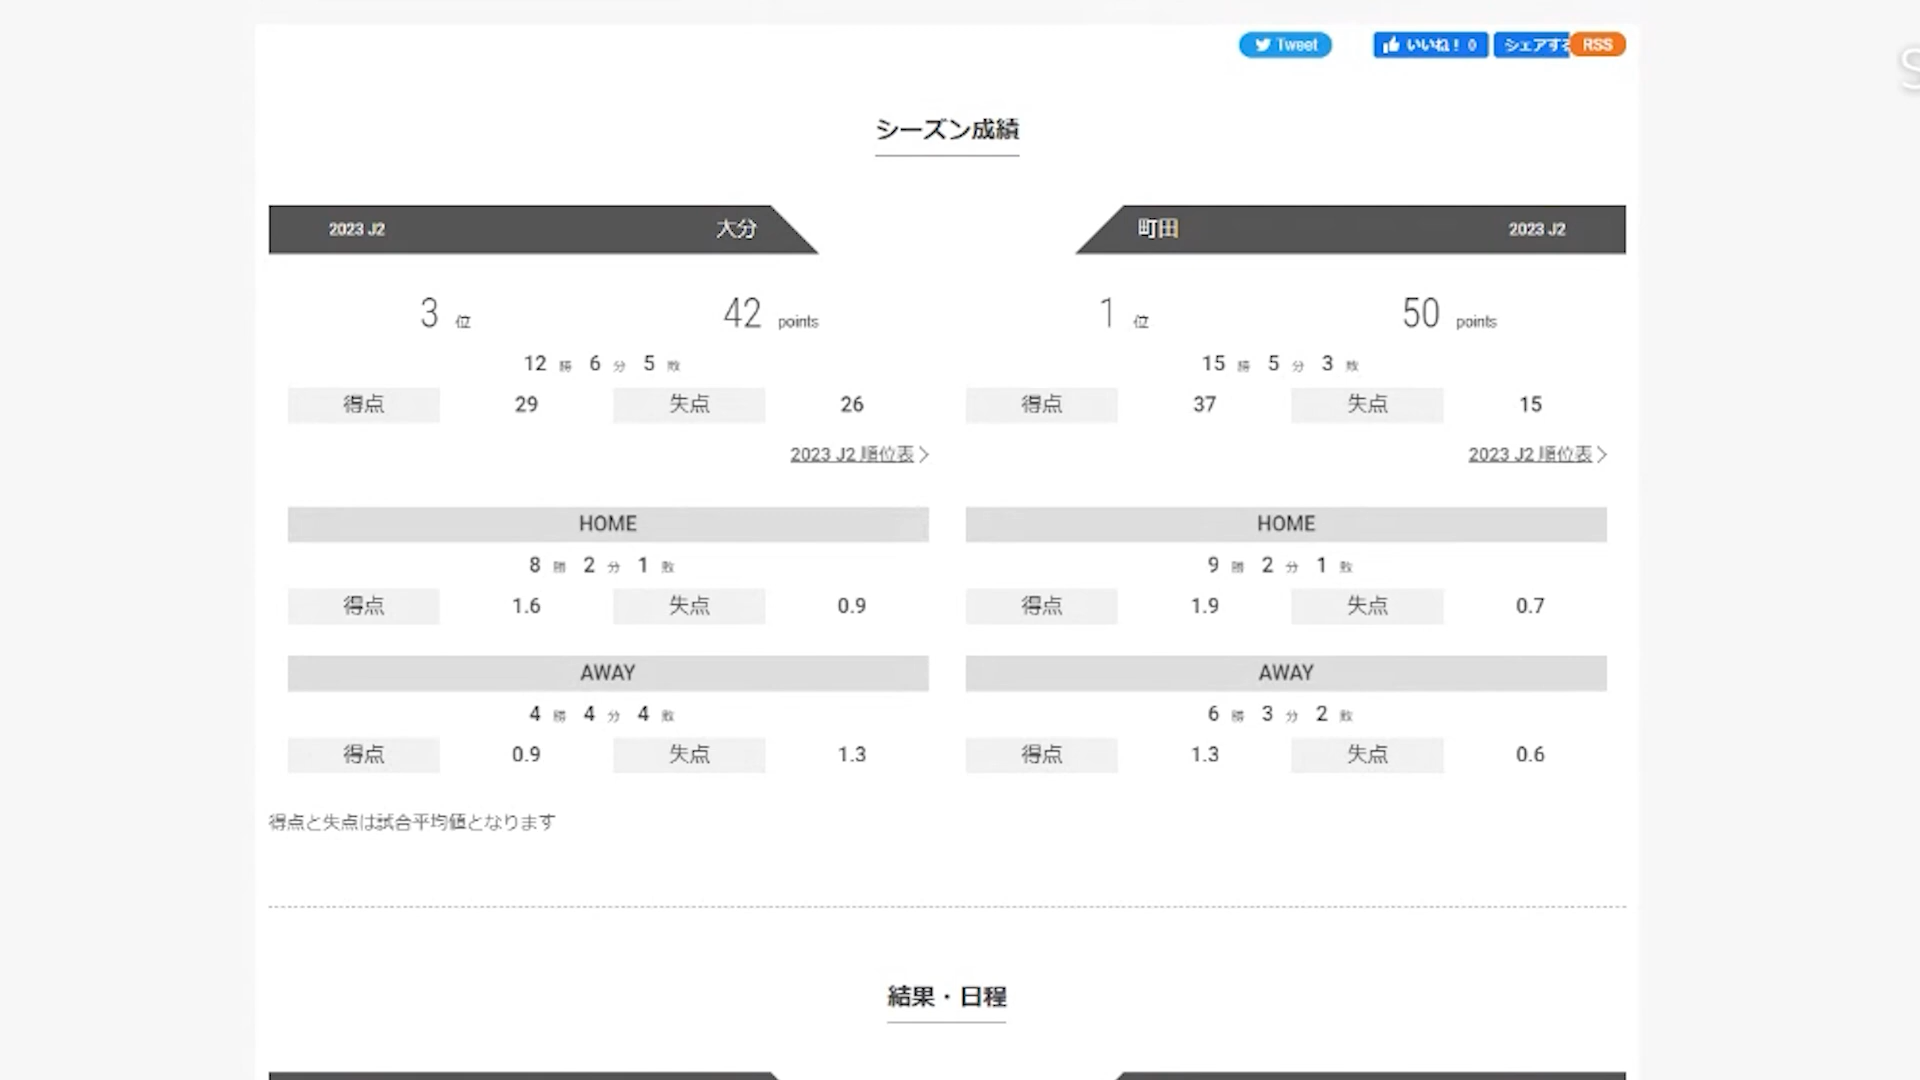 Tweet いいね！ 0 シェアする RSS
シーズン成績
2023 J2 大分
町田 2023 J2
3 位 42 points
1 位 50 points
12 勝 6 分 5 敗
15 勝 5 分 3 敗
得点 29 失点 26
得点 37 失点 15
2023 J2 順位表
2023 J2 順位表
HOME
HOME
8 勝 2 分 1 敗
9 勝 2 分 1 敗
得点 1.6 失点 0.9
得点 1.9 失点 0.7
AWAY
AWAY
4 勝 4 分 4 敗
6 勝 3 分 2 敗
得点 0.9 失点 1.3
得点 1.3 失点 0.6
得点と失点は試合平均値となります
結果・日程